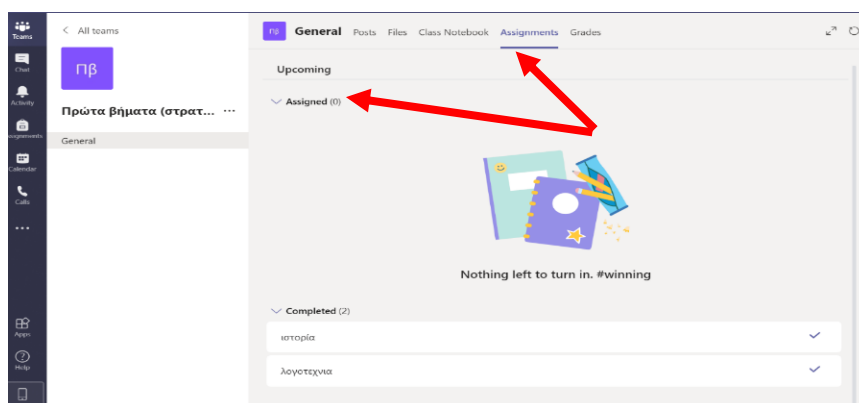 Teams
< All teams
Πβ General Posts Files Class Notebook Assignments Grades
Chat
Πβ
Upcoming
Activity
Assigned (0)
Πρώτα βήματα (στρατ... ···
Assignments
General
Calendar
Calls
Nothing left to turn in. #winning
Completed (2)
Apps
ιστορία
Help
λογοτεχνια